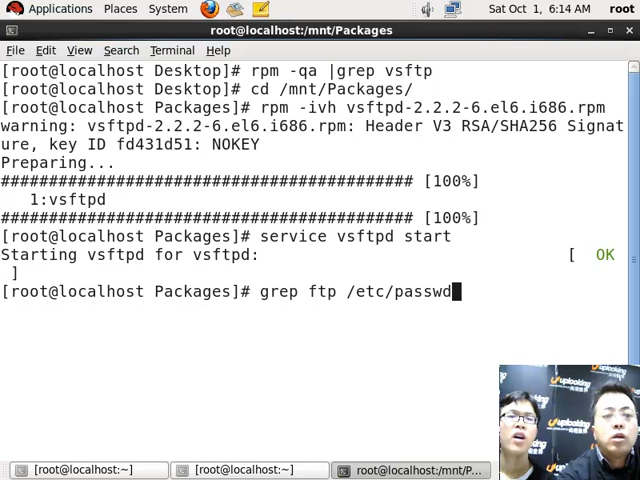 Applications Places System
Sat Oct 1, 6:14 AM root
root@localhost:/mnt/Packages
File Edit View Search Terminal Help
[root@localhost Desktop]# rpm -qa |grep vsftp
[root@localhost Desktop]# cd /mnt/Packages/
[root@localhost Packages]# rpm -ivh vsftpd-2.2.2-6.el6.i686.rpm
warning: vsftpd-2.2.2-6.el6.i686.rpm: Header V3 RSA/SHA256 Signat
ure, key ID fd431d51: NOKEY
Preparing...
########################################### [100%]
1:vsftpd
########################################### [100%]
[root@localhost Packages]# service vsftpd start
Starting vsftpd for vsftpd: [ OK
]
[root@localhost Packages]# grep ftp /etc/passwd
uplooking
uplooking
[root@localhost:~]
[root@localhost:~]
root@localhost:/mnt/P...